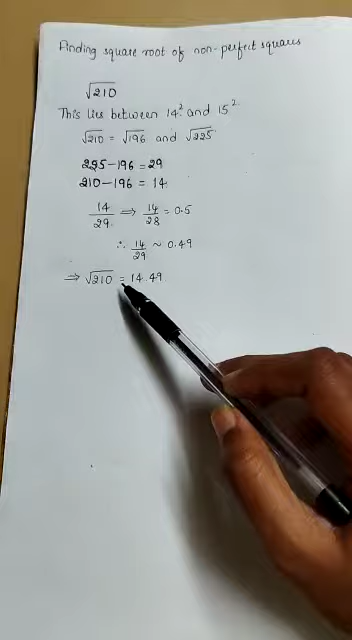 Finding square root of non-perfect squares
√210
This lies between 14² and 15²
√210 = √196 and √225
225-196 = 29
210-196 = 14
14/29 ⇒ 14/28 = 0.5
∴ 14/29 ~ 0.49
⇒ √210 = 14.49